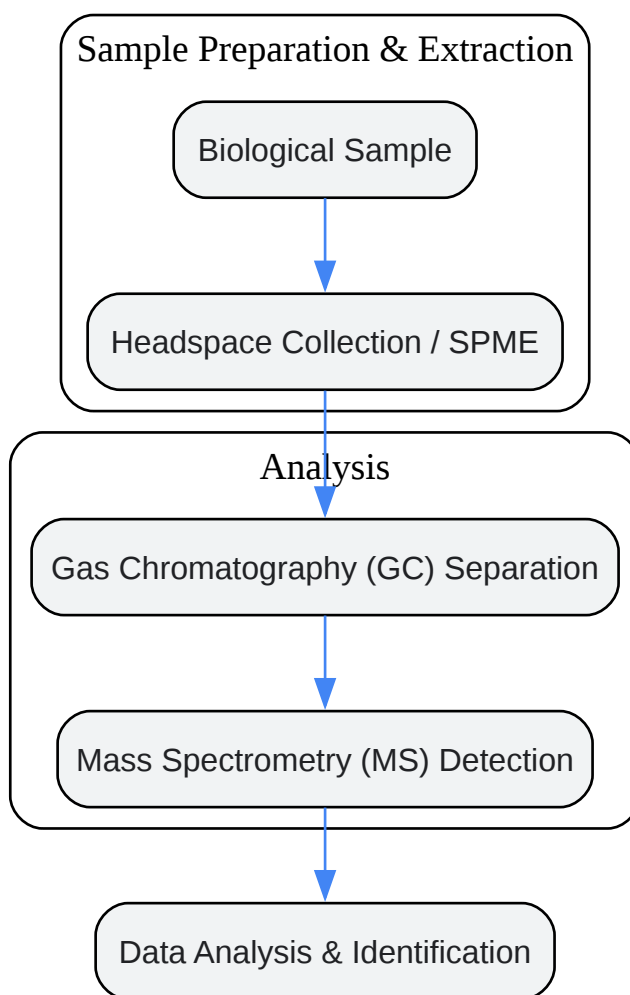 Sample Preparation & Extraction
Biological Sample
Headspace Collection / SPME
Analysis
Gas Chromatography (GC) Separation
Mass Spectrometry (MS) Detection
Data Analysis & Identification